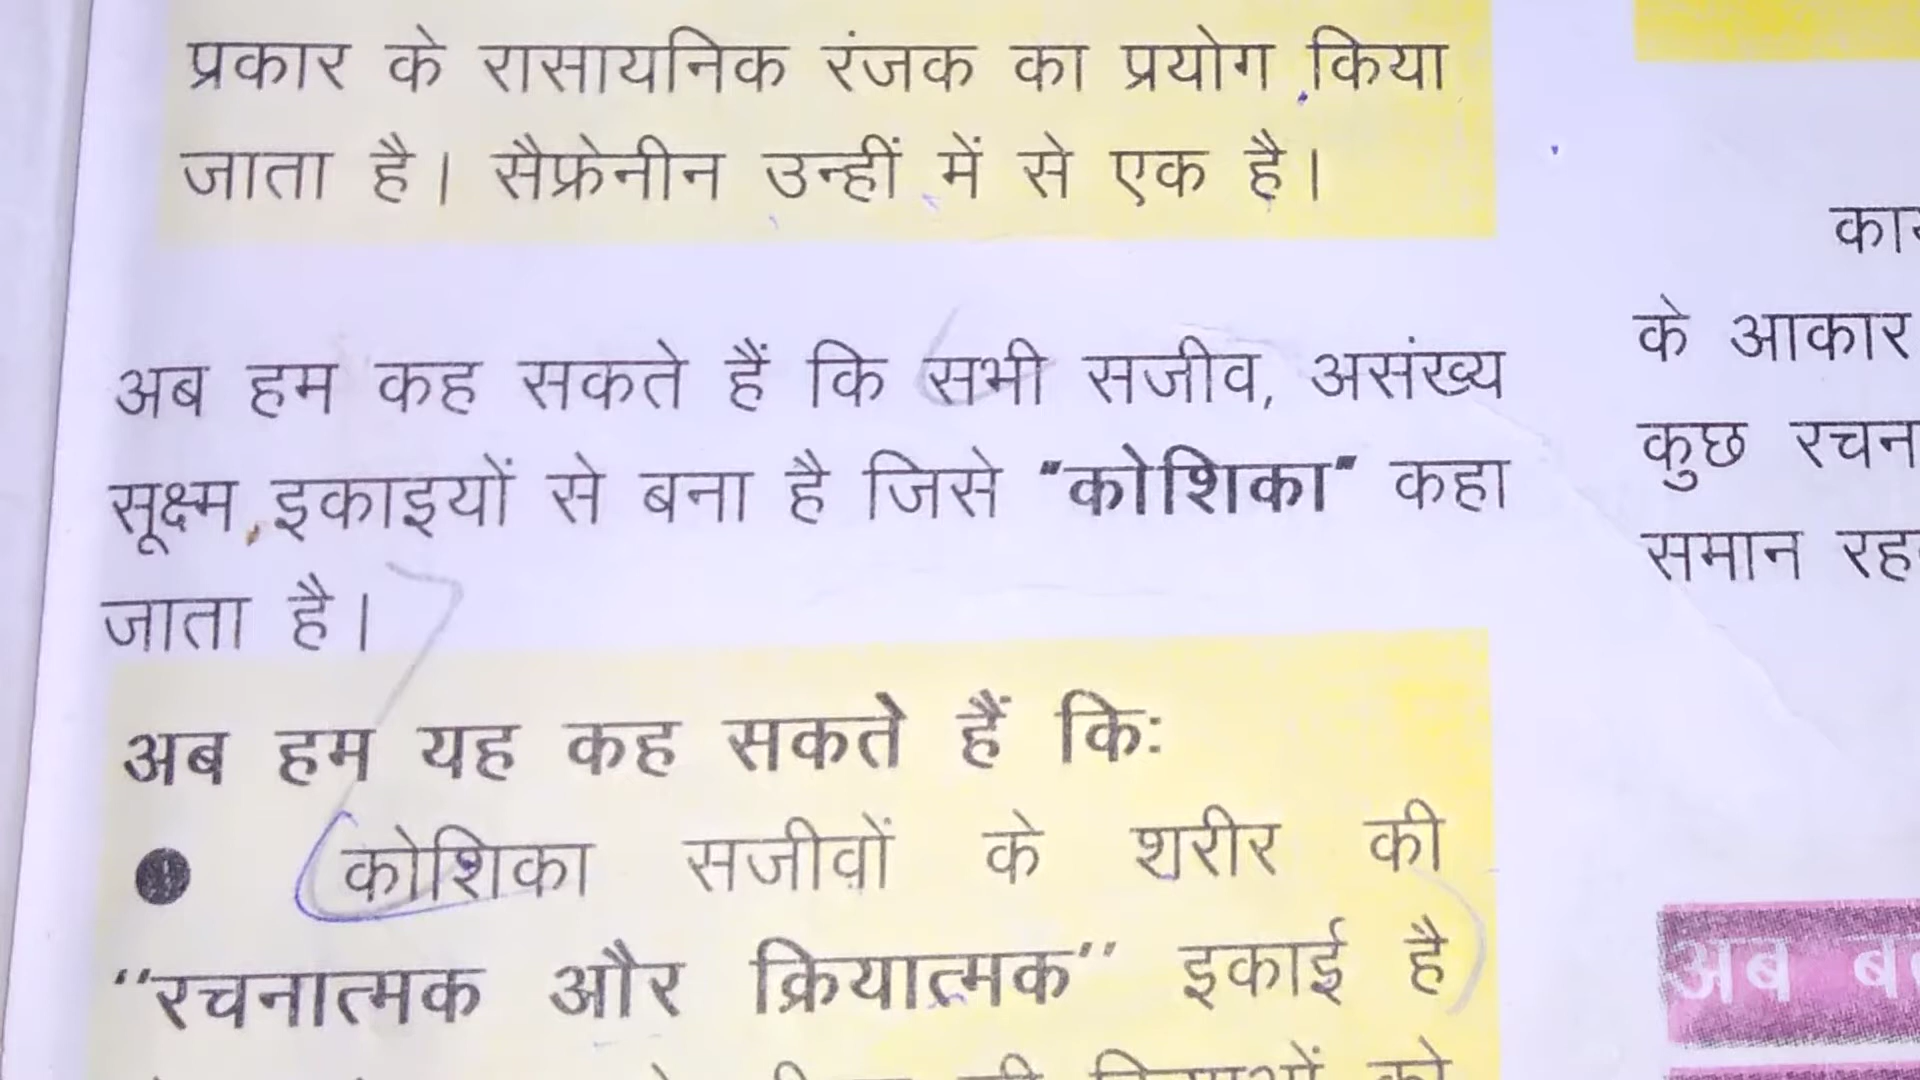 प्रकार के रासायनिक रंजक का प्रयोग किया
जाता है। सैफ्रेनीन उन्हीं में से एक है।
अब हम कह सकते हैं कि सभी सजीव, असंख्य
सूक्ष्म इकाइयों से बना है जिसे "कोशिका" कहा
जाता है।
अब हम यह कह सकते हैं कि:
● कोशिका सजीवों के शरीर की
“रचनात्मक और क्रियात्मक” इकाई है
के आकार
कुछ
समान
अब